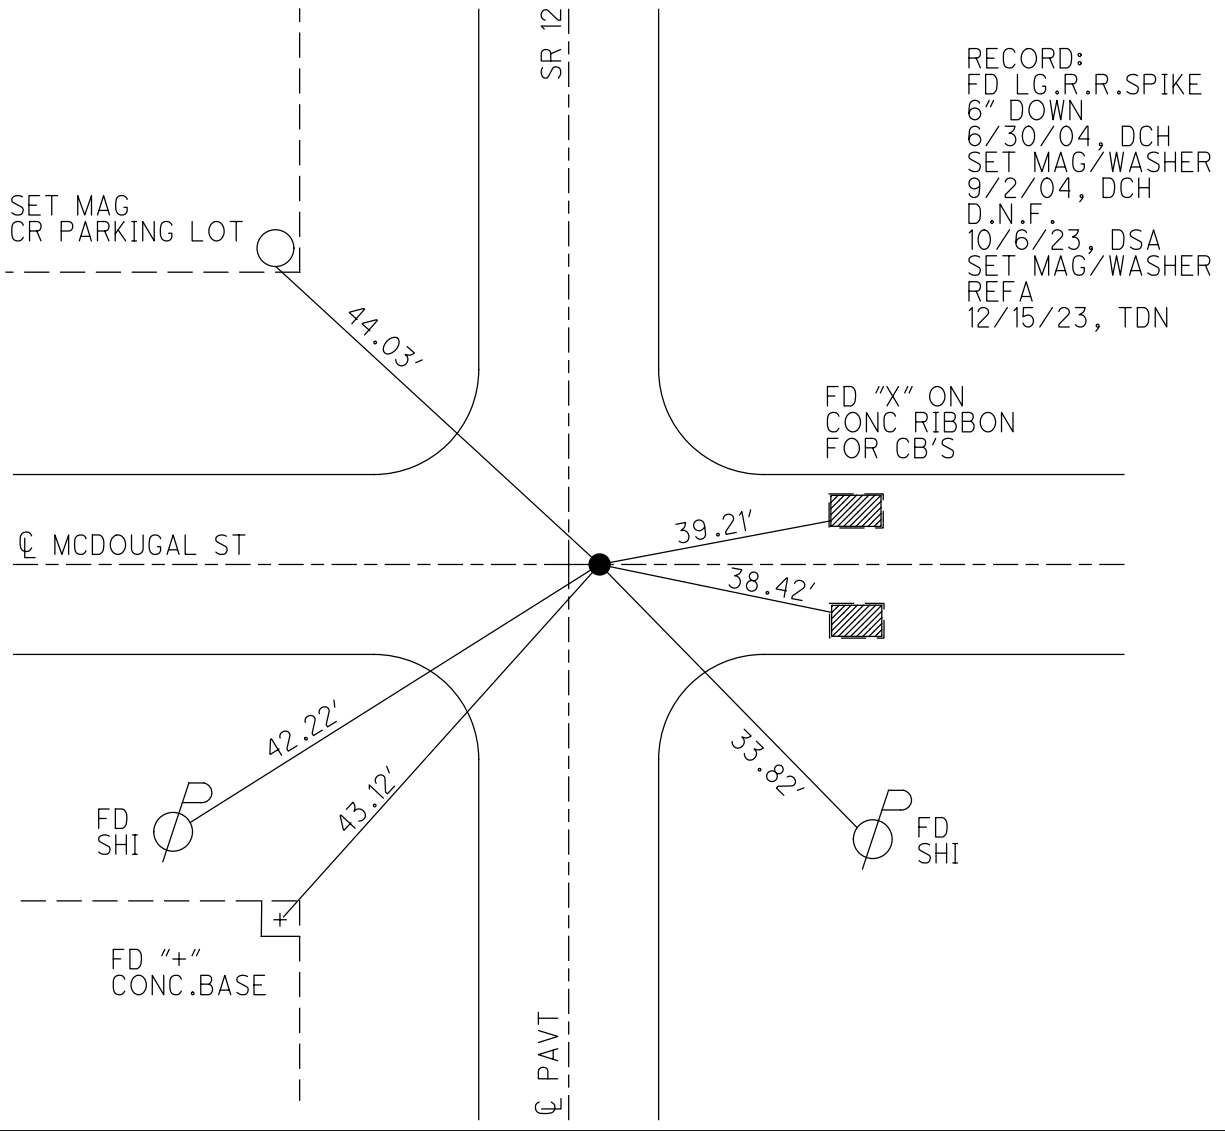 SR 12
RECORD:
FD LG.R.R.SPIKE
6" DOWN
6/30/04, DCH
SET MAG/WASHER
9/2/04, DCH
D.N.F.
10/6/23, DSA
SET MAG/WASHER
REFA
12/15/23, TDN
SET MAG
CR PARKING LOT
44.03'
FD "X" ON
CONC RIBBON
FOR CB'S
39.21'
℄ MCDOUGAL ST
38.42'
42.22'
43.12'
33.82'
FD
SHI
FD
SHI
+
FD "+"
CONC.BASE
℄ PAVT